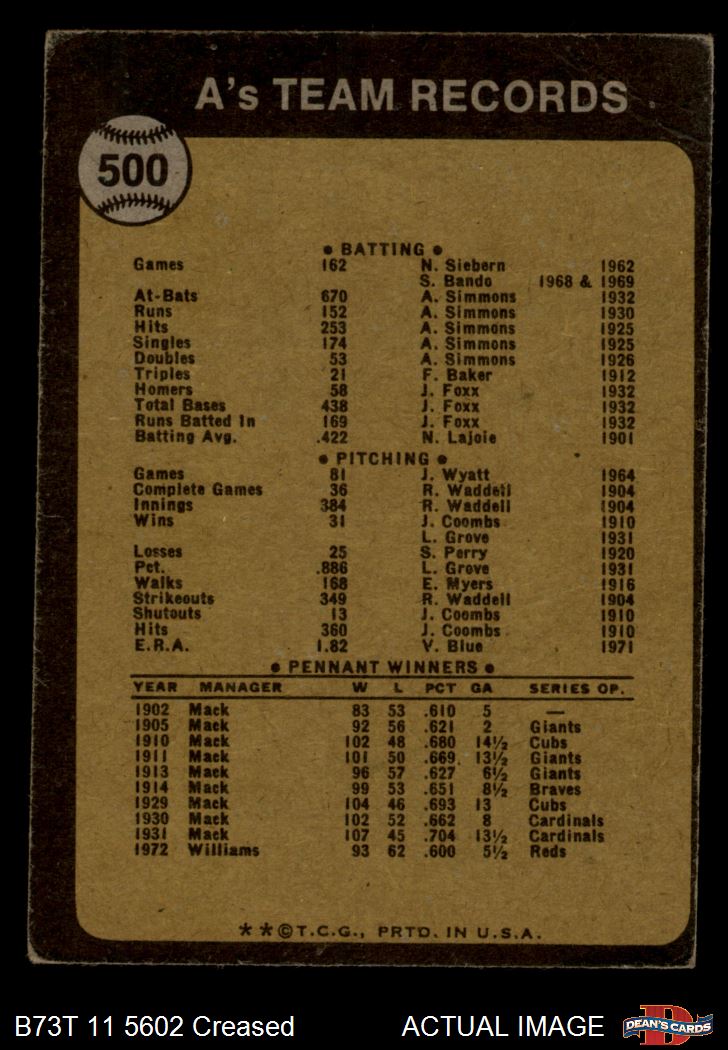 A's TEAM RECORDS
500
● BATTING ●
Games 162 N. Siebern 1962
S. Bando 1968 & 1969
At-Bats 670 A. Simmons 1932
Runs 152 A. Simmons 1930
Hits 253 A. Simmons 1925
Singles 174 A. Simmons 1925
Doubles 53 A. Simmons 1926
Triples 21 F. Baker 1912
Homers 58 J. Foxx 1932
Total Bases 438 J. Foxx 1932
Runs Batted In 169 J. Foxx 1932
Batting Avg. .422 N. Lajoie 1901
● PITCHING ●
Games 81 J. Wyatt 1964
Complete Games 36 R. Waddell 1904
Innings 384 R. Waddell 1904
Wins 31 J. Coombs 1910
L. Grove 1931
Losses 25 S. Perry 1920
Pct. .886 L. Grove 1931
Walks 168 E. Myers 1916
Strikeouts 349 R. Waddell 1904
Shutouts 13 J. Coombs 1910
Hits 360 J. Coombs 1910
E.R.A. 1.82 V. Blue 1971
● PENNANT WINNERS ●
YEAR MANAGER W L PCT GA SERIES OP.
1902 Mack 83 53 .610 5 —
1905 Mack 92 56 .621 2 Giants
1910 Mack 102 48 .680 14½ Cubs
1911 Mack 101 50 .669 13½ Giants
1913 Mack 96 57 .627 6½ Giants
1914 Mack 99 53 .651 8½ Braves
1929 Mack 104 46 .693 13 Cubs
1930 Mack 102 52 .662 8 Cardinals
1931 Mack 107 45 .704 13½ Cardinals
1972 Williams 93 62 .600 5½ Reds
**©T.C.G., PRTD. IN U.S.A.
B73T 11 5602 Creased ACTUAL IMAGE DEAN'S CARDS